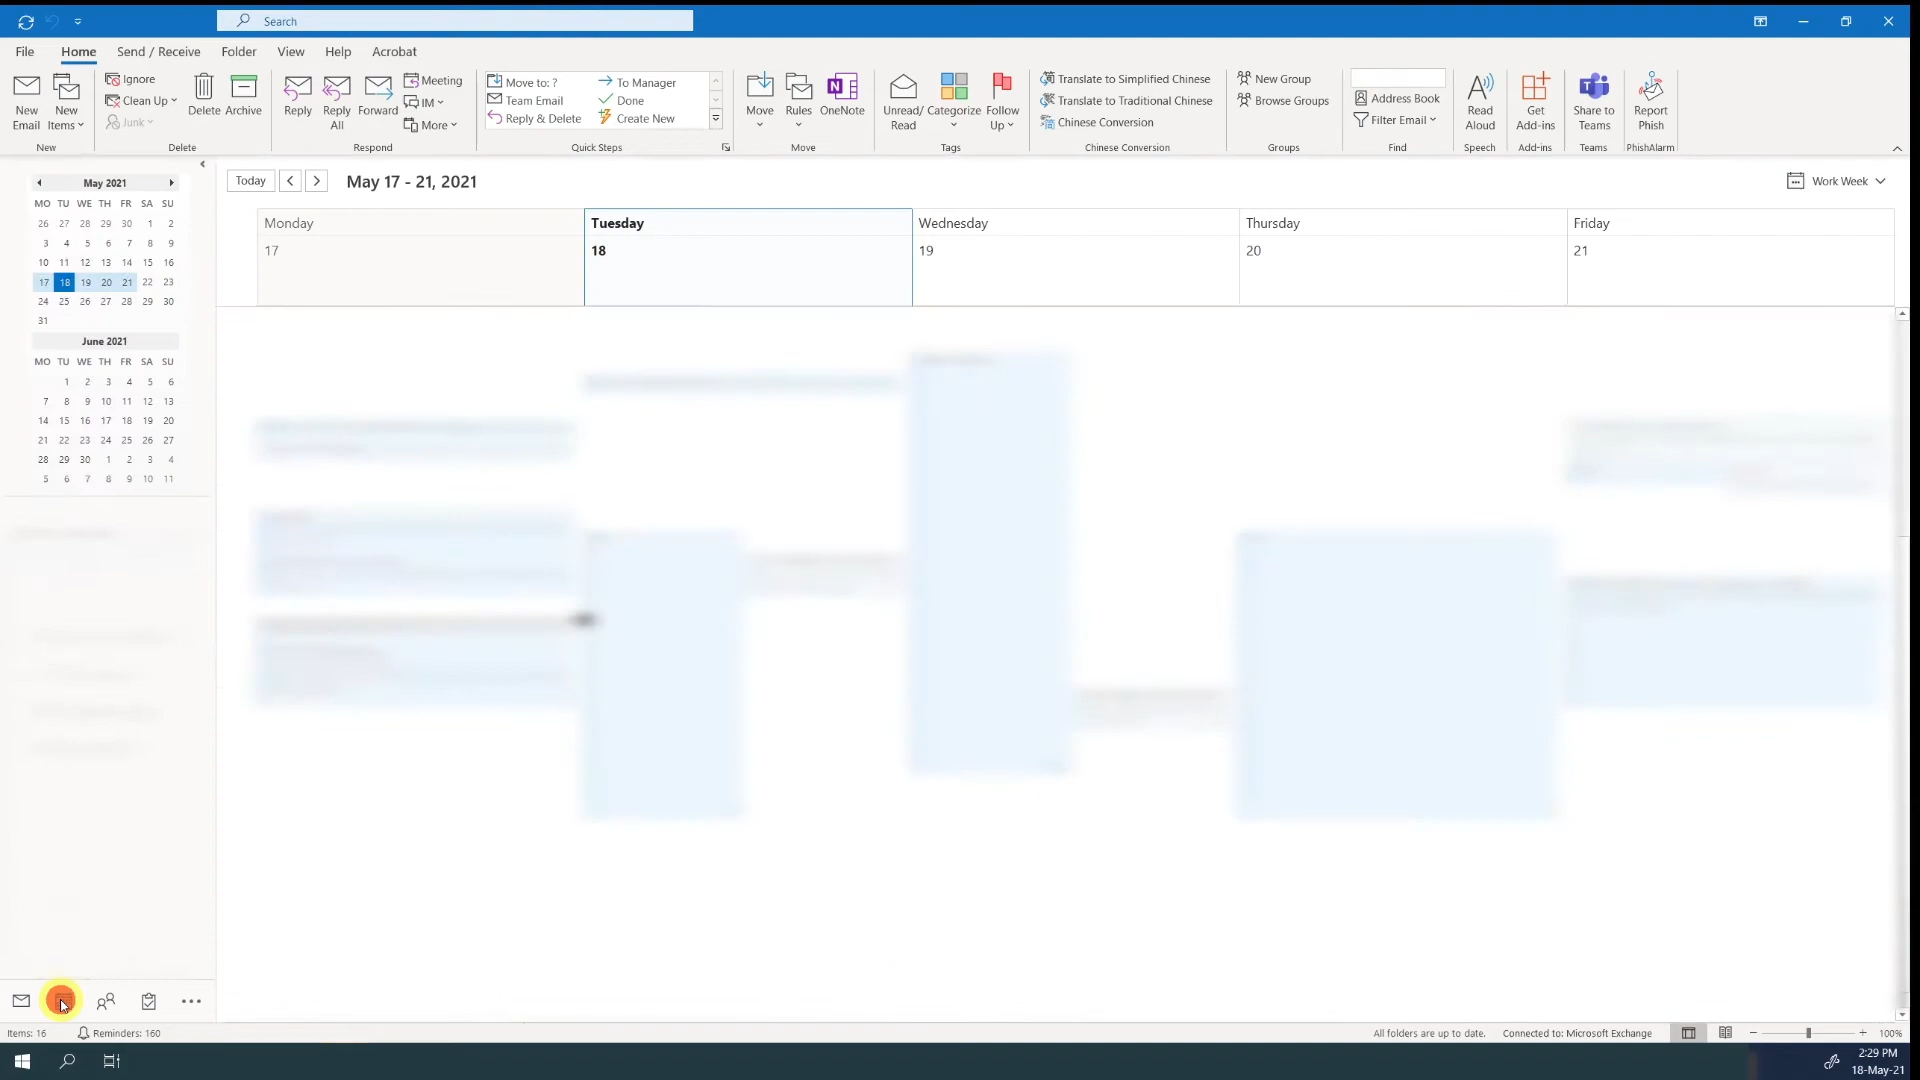 Search
File Home Send / Receive Folder View Help Acrobat
New Email
New Items
New
Ignore
Clean Up
Junk
Delete
Archive
Delete
Reply
Reply All
Forward
Meeting
IM
More
Respond
Move to: ?
Team Email
Reply & Delete
To Manager
Done
Create New
Quick Steps
Move
Rules
OneNote
Move
Unread/ Read
Categorize
Follow Up
Tags
Translate to Simplified Chinese
Translate to Traditional Chinese
Chinese Conversion
Chinese Conversion
New Group
Browse Groups
Groups
Address Book
Filter Email
Find
Read Aloud
Speech
Get Add-ins
Add-ins
Share to Teams
Teams
Report Phish
PhishAlarm
May 2021
MO TU WE TH FR SA SU
26 27 28 29 30 1 2
3 4 5 6 7 8 9
10 11 12 13 14 15 16
17 18 19 20 21 22 23
24 25 26 27 28 29 30
31
June 2021
MO TU WE TH FR SA SU
1 2 3 4 5 6
7 8 9 10 11 12 13
14 15 16 17 18 19 20
21 22 23 24 25 26 27
28 29 30 1 2 3 4
5 6 7 8 9 10 11
Today May 17 - 21, 2021 Work Week
Monday Tuesday Wednesday Thursday Friday
17 18 19 20 21
Items: 16 Reminders: 160 All folders are up to date. Connected to: Microsoft Exchange 100%
2:29 PM
18-May-21